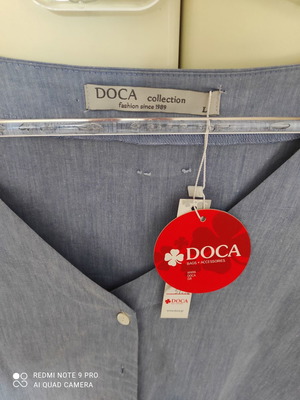 DOCA collection
fashion since 1989
L
DOCA
BAGS • ACCESSORIES
DOCA
REDMI NOTE 9 PRO
AI QUAD CAMERA